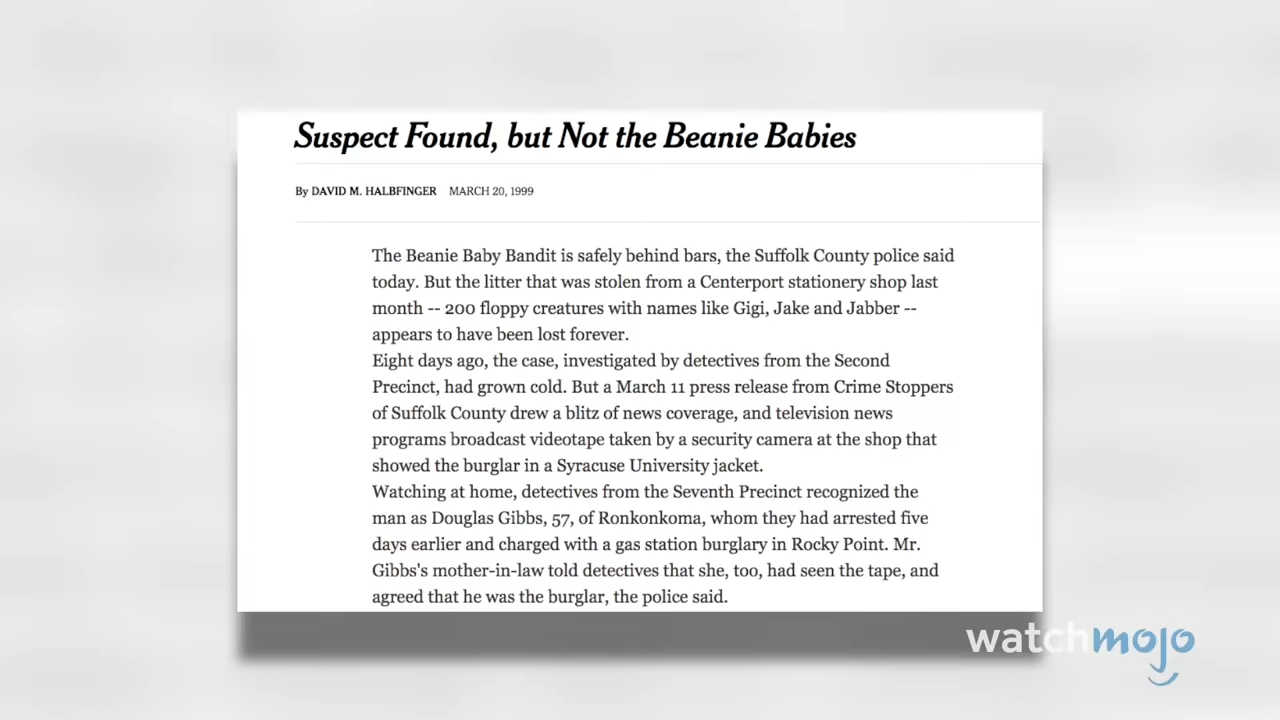 Suspect Found, but Not the Beanie Babies
By DAVID M. HALBFINGER MARCH 20, 1999
The Beanie Baby Bandit is safely behind bars, the Suffolk County police said
today. But the litter that was stolen from a Centerport stationery shop last
month -- 200 floppy creatures with names like Gigi, Jake and Jabber --
appears to have been lost forever.
Eight days ago, the case, investigated by detectives from the Second
Precinct, had grown cold. But a March 11 press release from Crime Stoppers
of Suffolk County drew a blitz of news coverage, and television news
programs broadcast videotape taken by a security camera at the shop that
showed the burglar in a Syracuse University jacket.
Watching at home, detectives from the Seventh Precinct recognized the
man as Douglas Gibbs, 57, of Ronkonkoma, whom they had arrested five
days earlier and charged with a gas station burglary in Rocky Point. Mr.
Gibbs's mother-in-law told detectives that she, too, had seen the tape, and
agreed that he was the burglar, the police said.
watchmojo